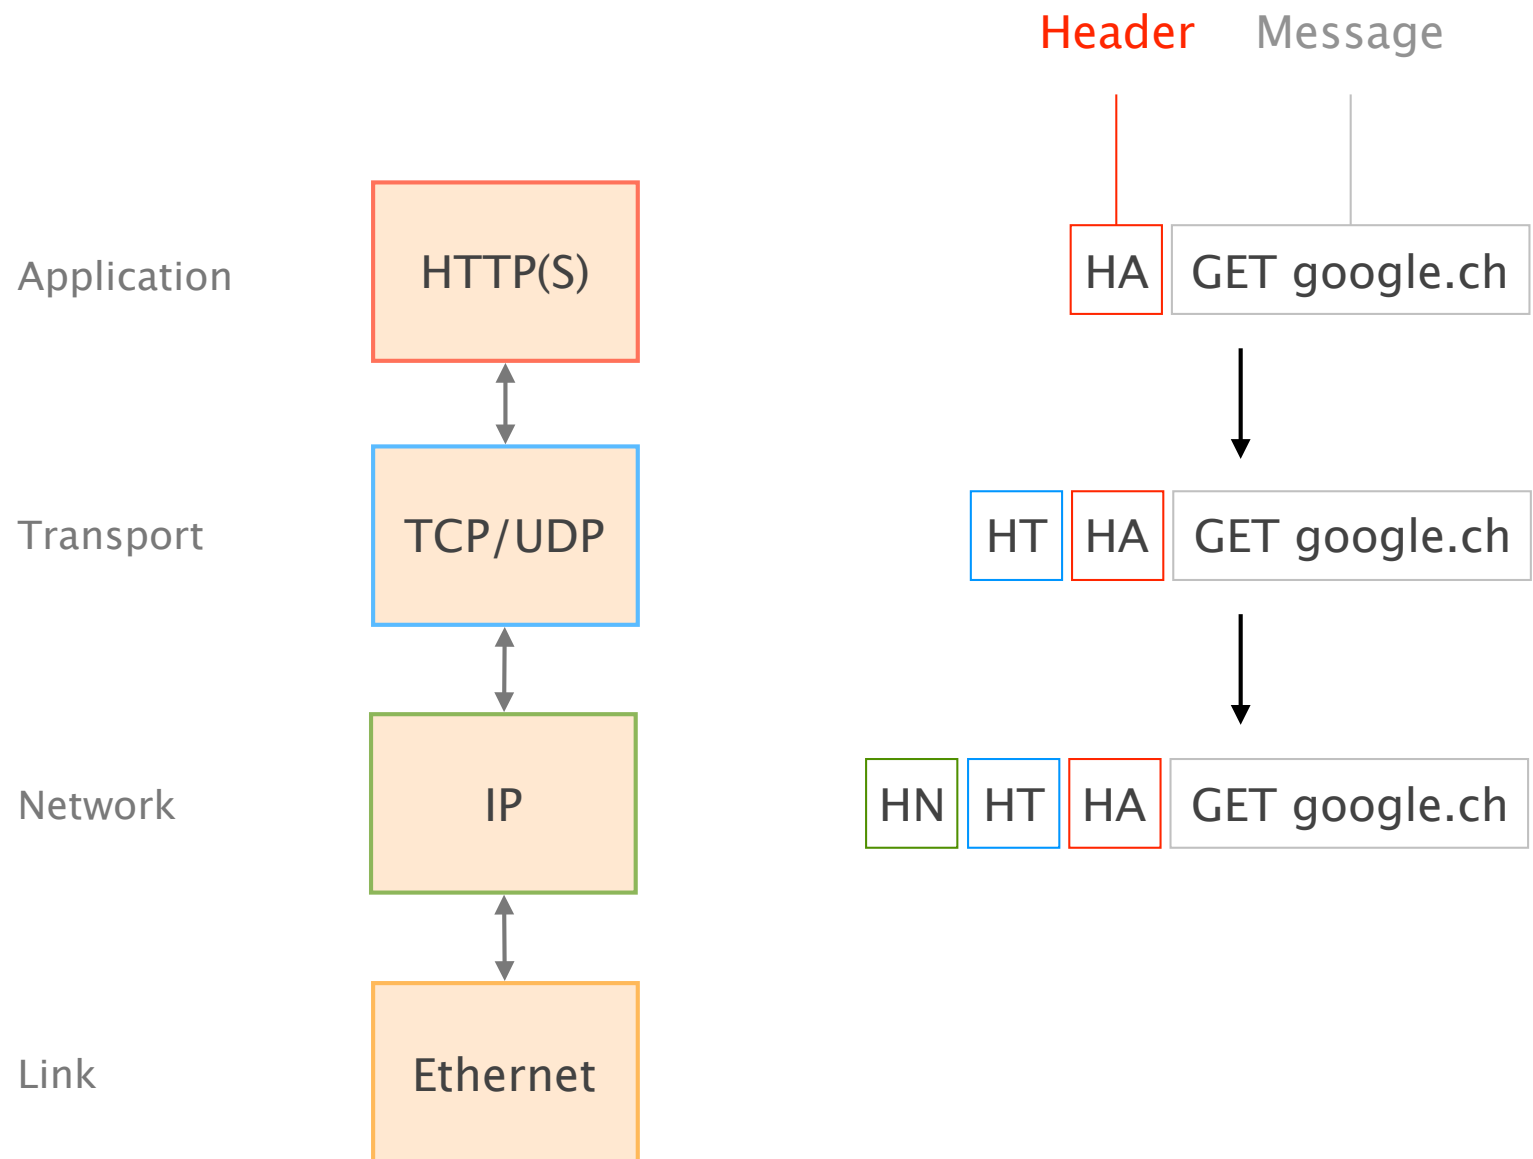 Header Message
Application HTTP(S) HA GET google.ch
Transport TCP/UDP HT HA GET google.ch
Network IP HN HT HA GET google.ch
Link Ethernet